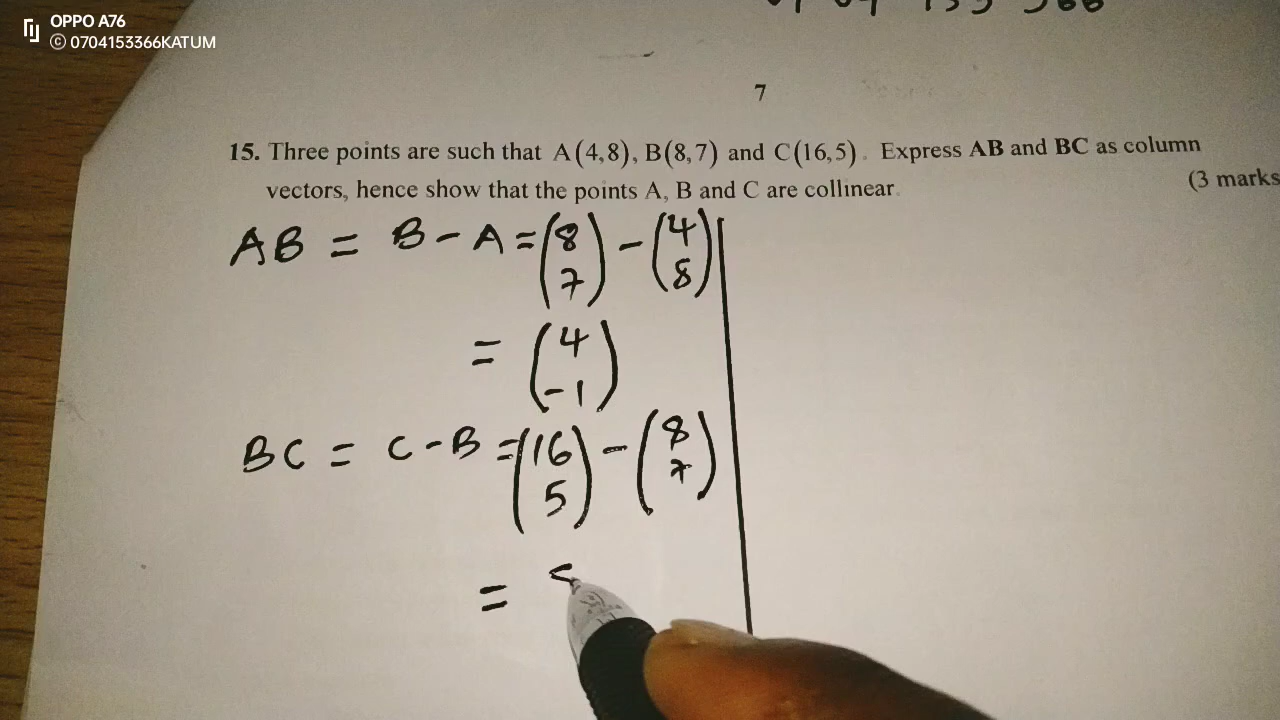 OPPO A76
© 0704153366KATUM
7
15. Three points are such that A(4,8), B(8,7) and C(16,5). Express AB and BC as column
vectors, hence show that the points A, B and C are collinear.
(3 marks
AB = B - A = (8 7) - (4 8)
= (4 -1)
BC = C - B = (16 5) - (8 7)
=